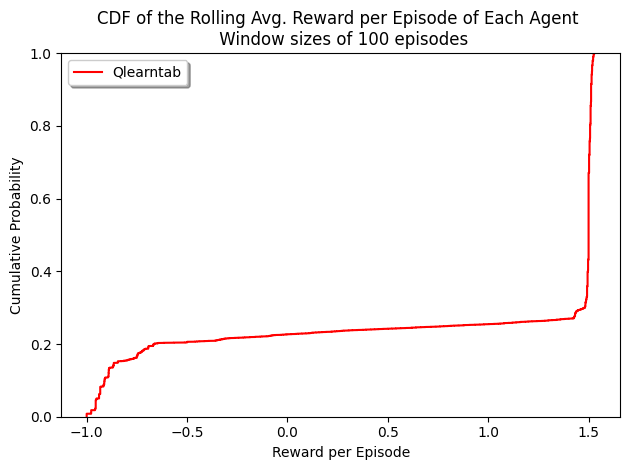 CDF of the Rolling Avg. Reward per Episode of Each Agent
Window sizes of 100 episodes
Qlearntab
Cumulative Probability
1.0
0.8
0.6
0.4
0.2
0.0
−1.0
−0.5
0.0
0.5
1.0
1.5
Reward per Episode